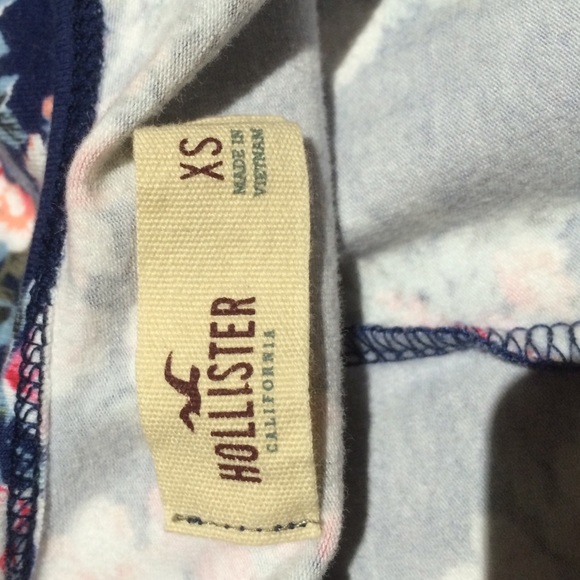 HOLLISTER
CALIFORNIA
XS
MADE IN
VIETNAM